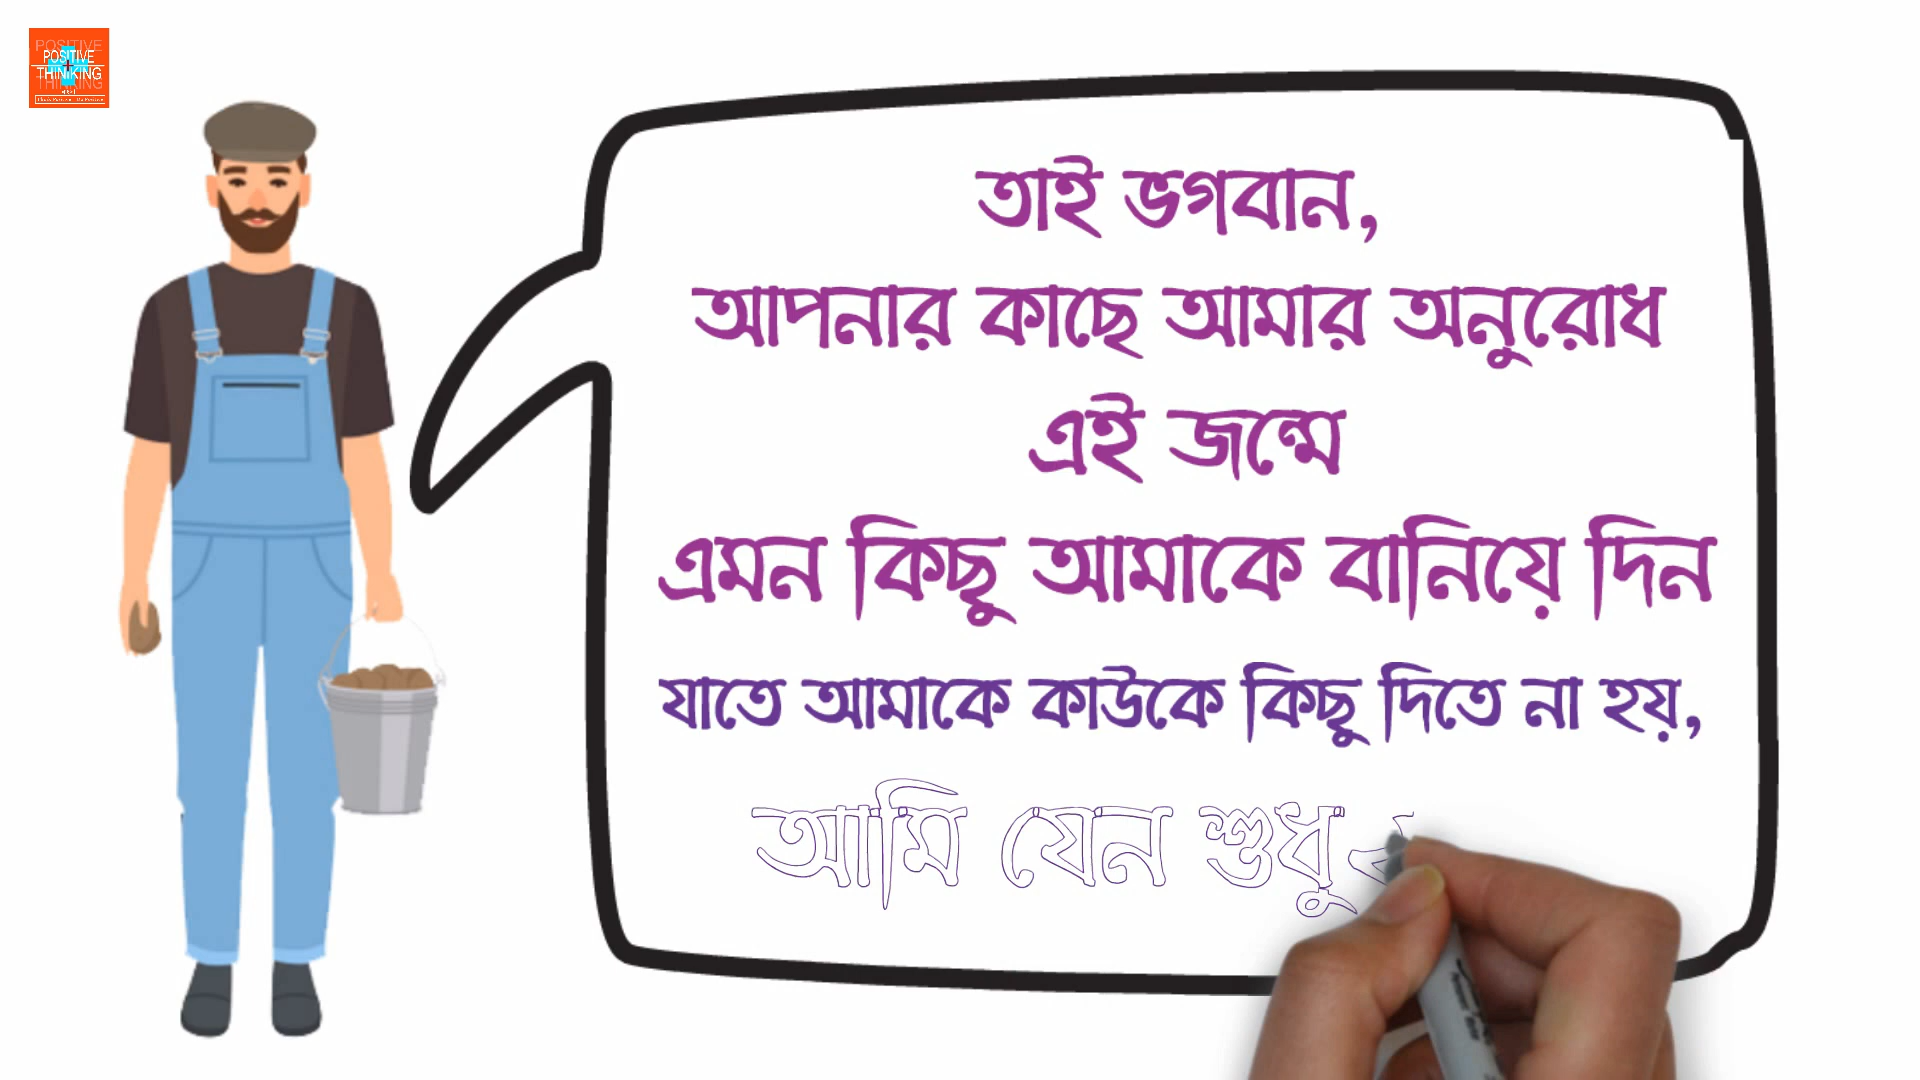 POSITIVE
THINKING
তাই ভগবান,
আপনার কাছে আমার অনুরোধ
এই জন্মে
এমন কিছু আমাকে বানিয়ে দিন
যাতে আমাকে কাউকে কিছু দিতে না হয়,
আমি যেন শুধু